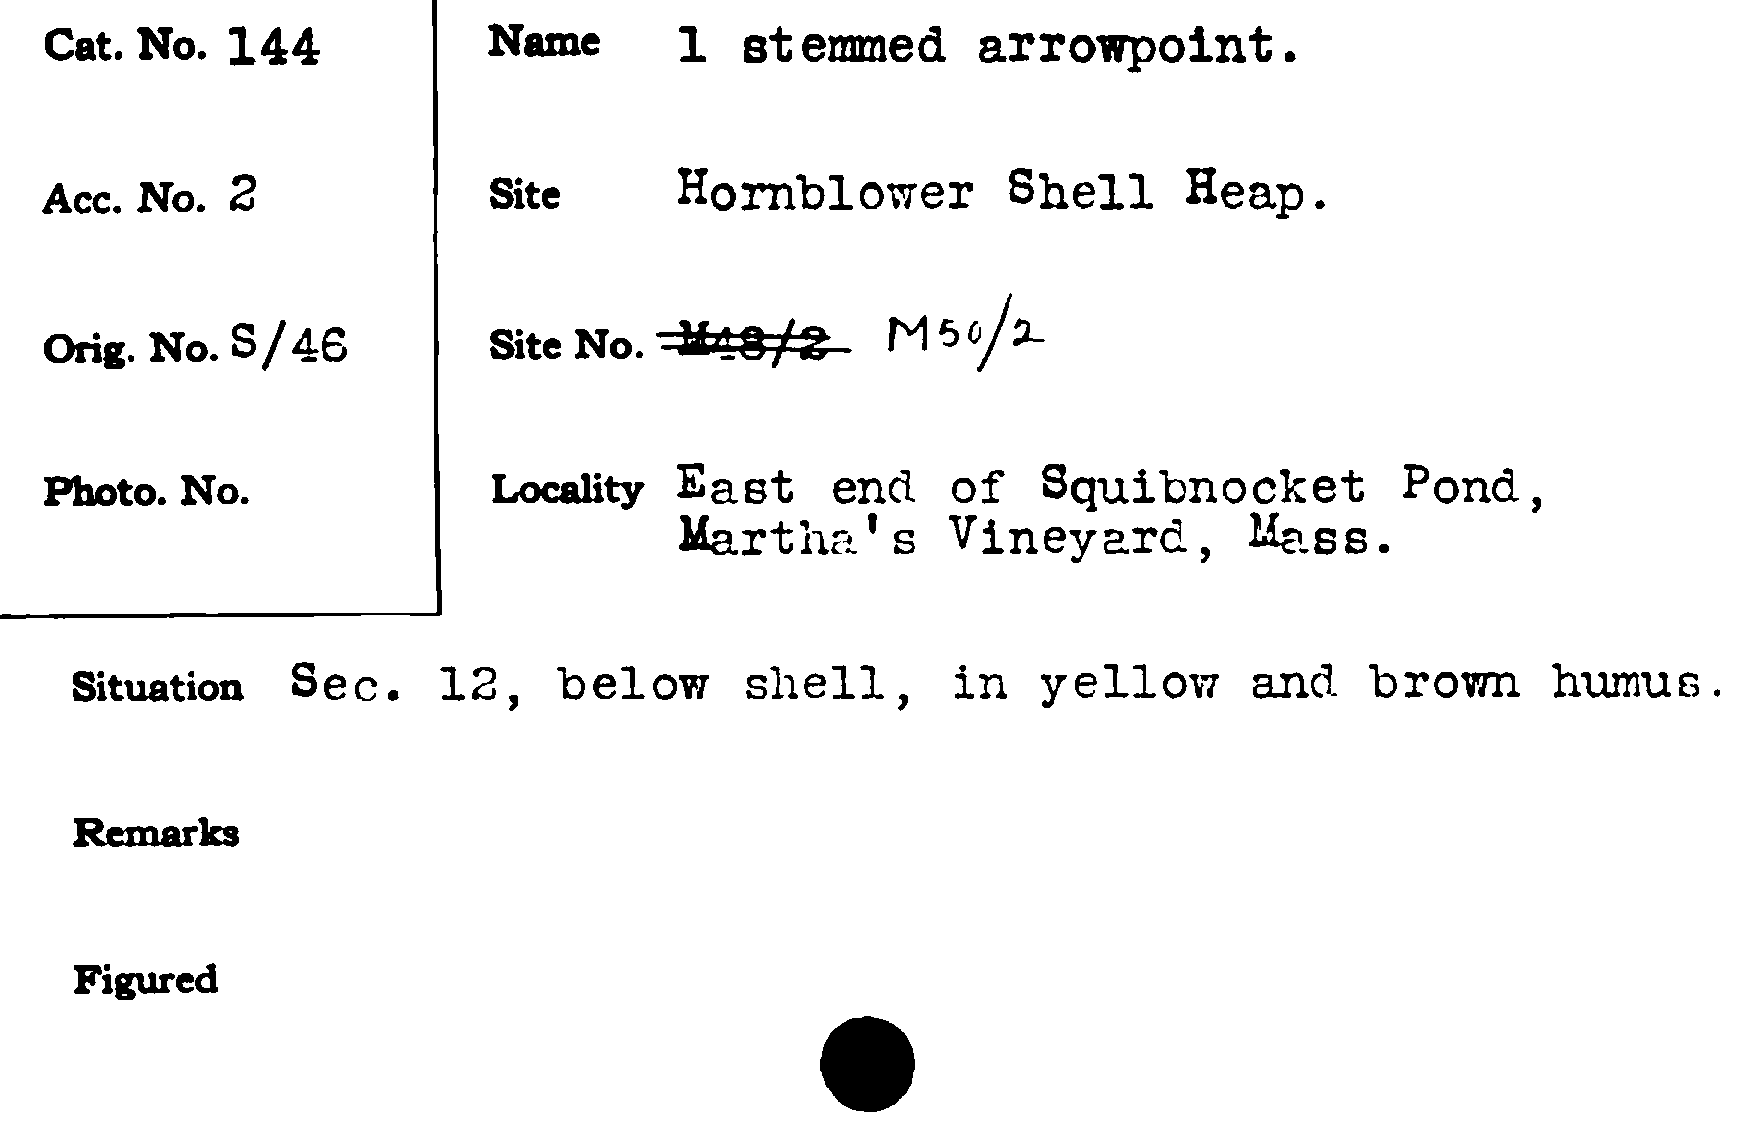 Cat. No. 144
Name 1 stemmed arrowpoint.
Acc. No. 2
Site Hornblower Shell Heap.
Orig. No. S/46
Site No. M48/2 M50/2
Photo. No.
Locality East end of Squibnocket Pond,
Martha's Vineyard, Mass.
Situation Sec. 12, below shell, in yellow and brown humus.
Remarks
Figured